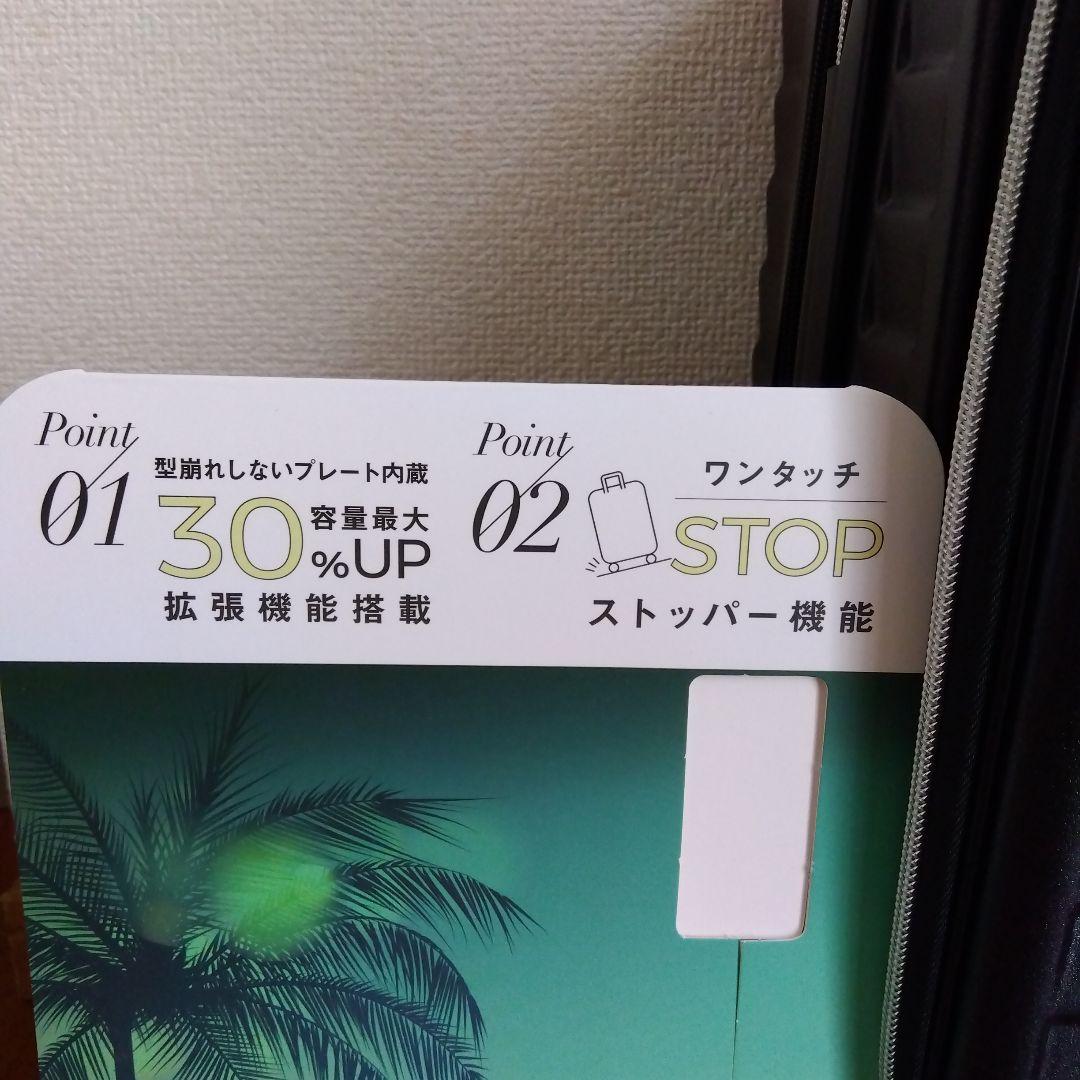 Point
01
型崩れしないプレート内蔵
30
容量最大
%UP
拡張機能搭載
Point
02
ワンタッチ
STOP
ストッパー機能